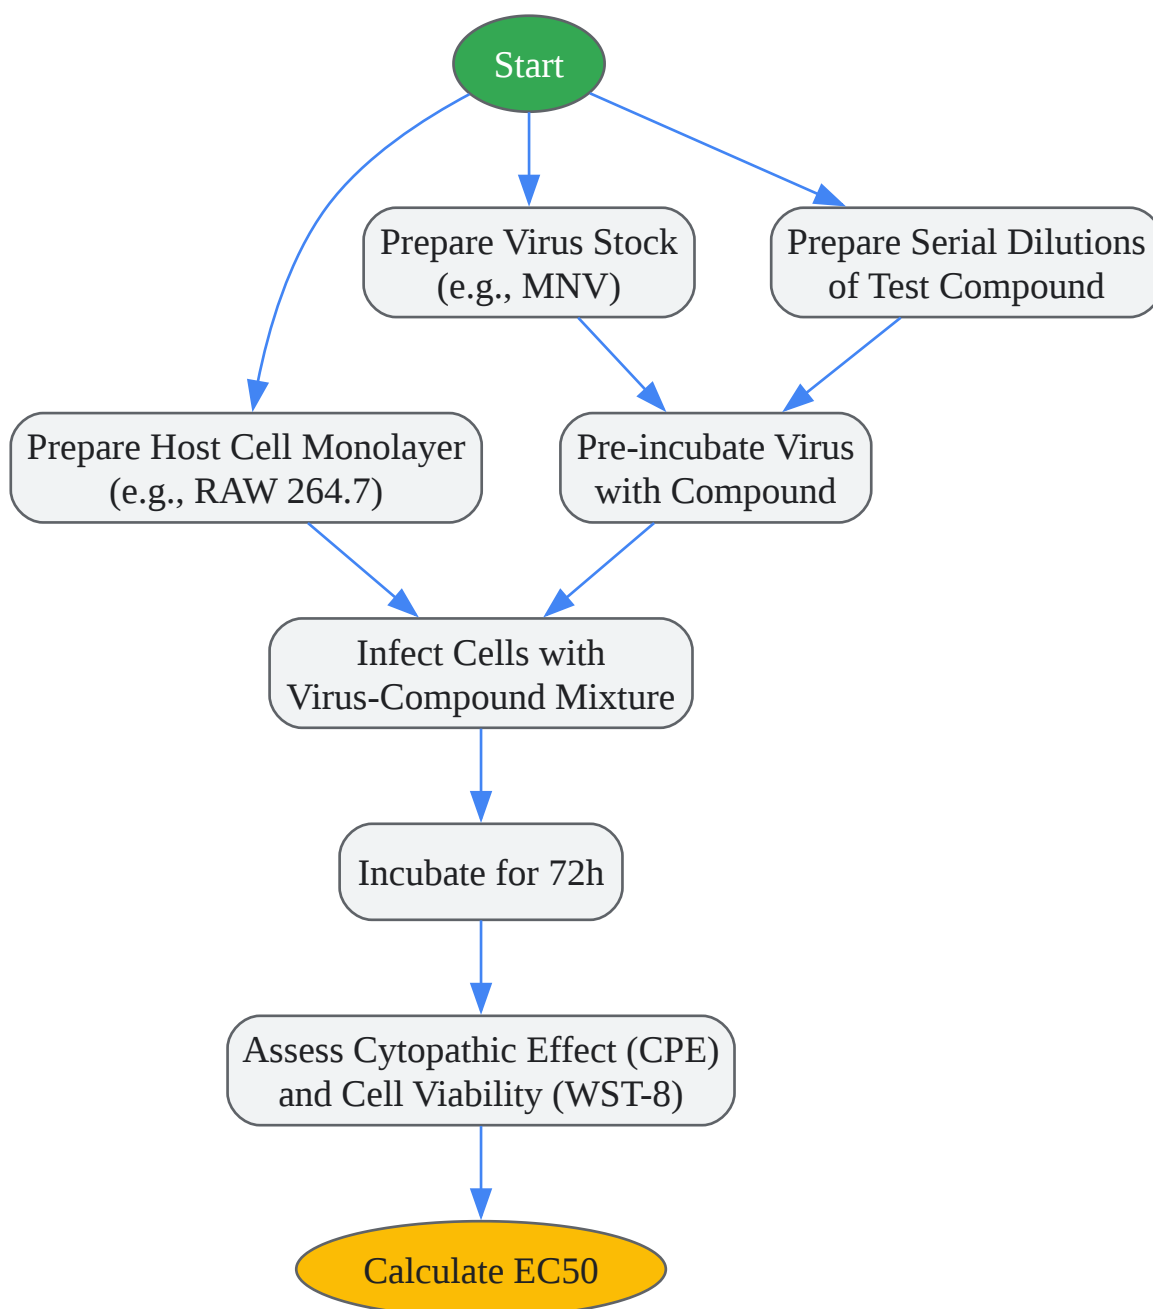 Start
Prepare Virus Stock
(e.g., MNV)
Prepare Serial Dilutions
of Test Compound
Prepare Host Cell Monolayer
(e.g., RAW 264.7)
Pre-incubate Virus
with Compound
Infect Cells with
Virus-Compound Mixture
Incubate for 72h
Assess Cytopathic Effect (CPE)
and Cell Viability (WST-8)
Calculate EC50